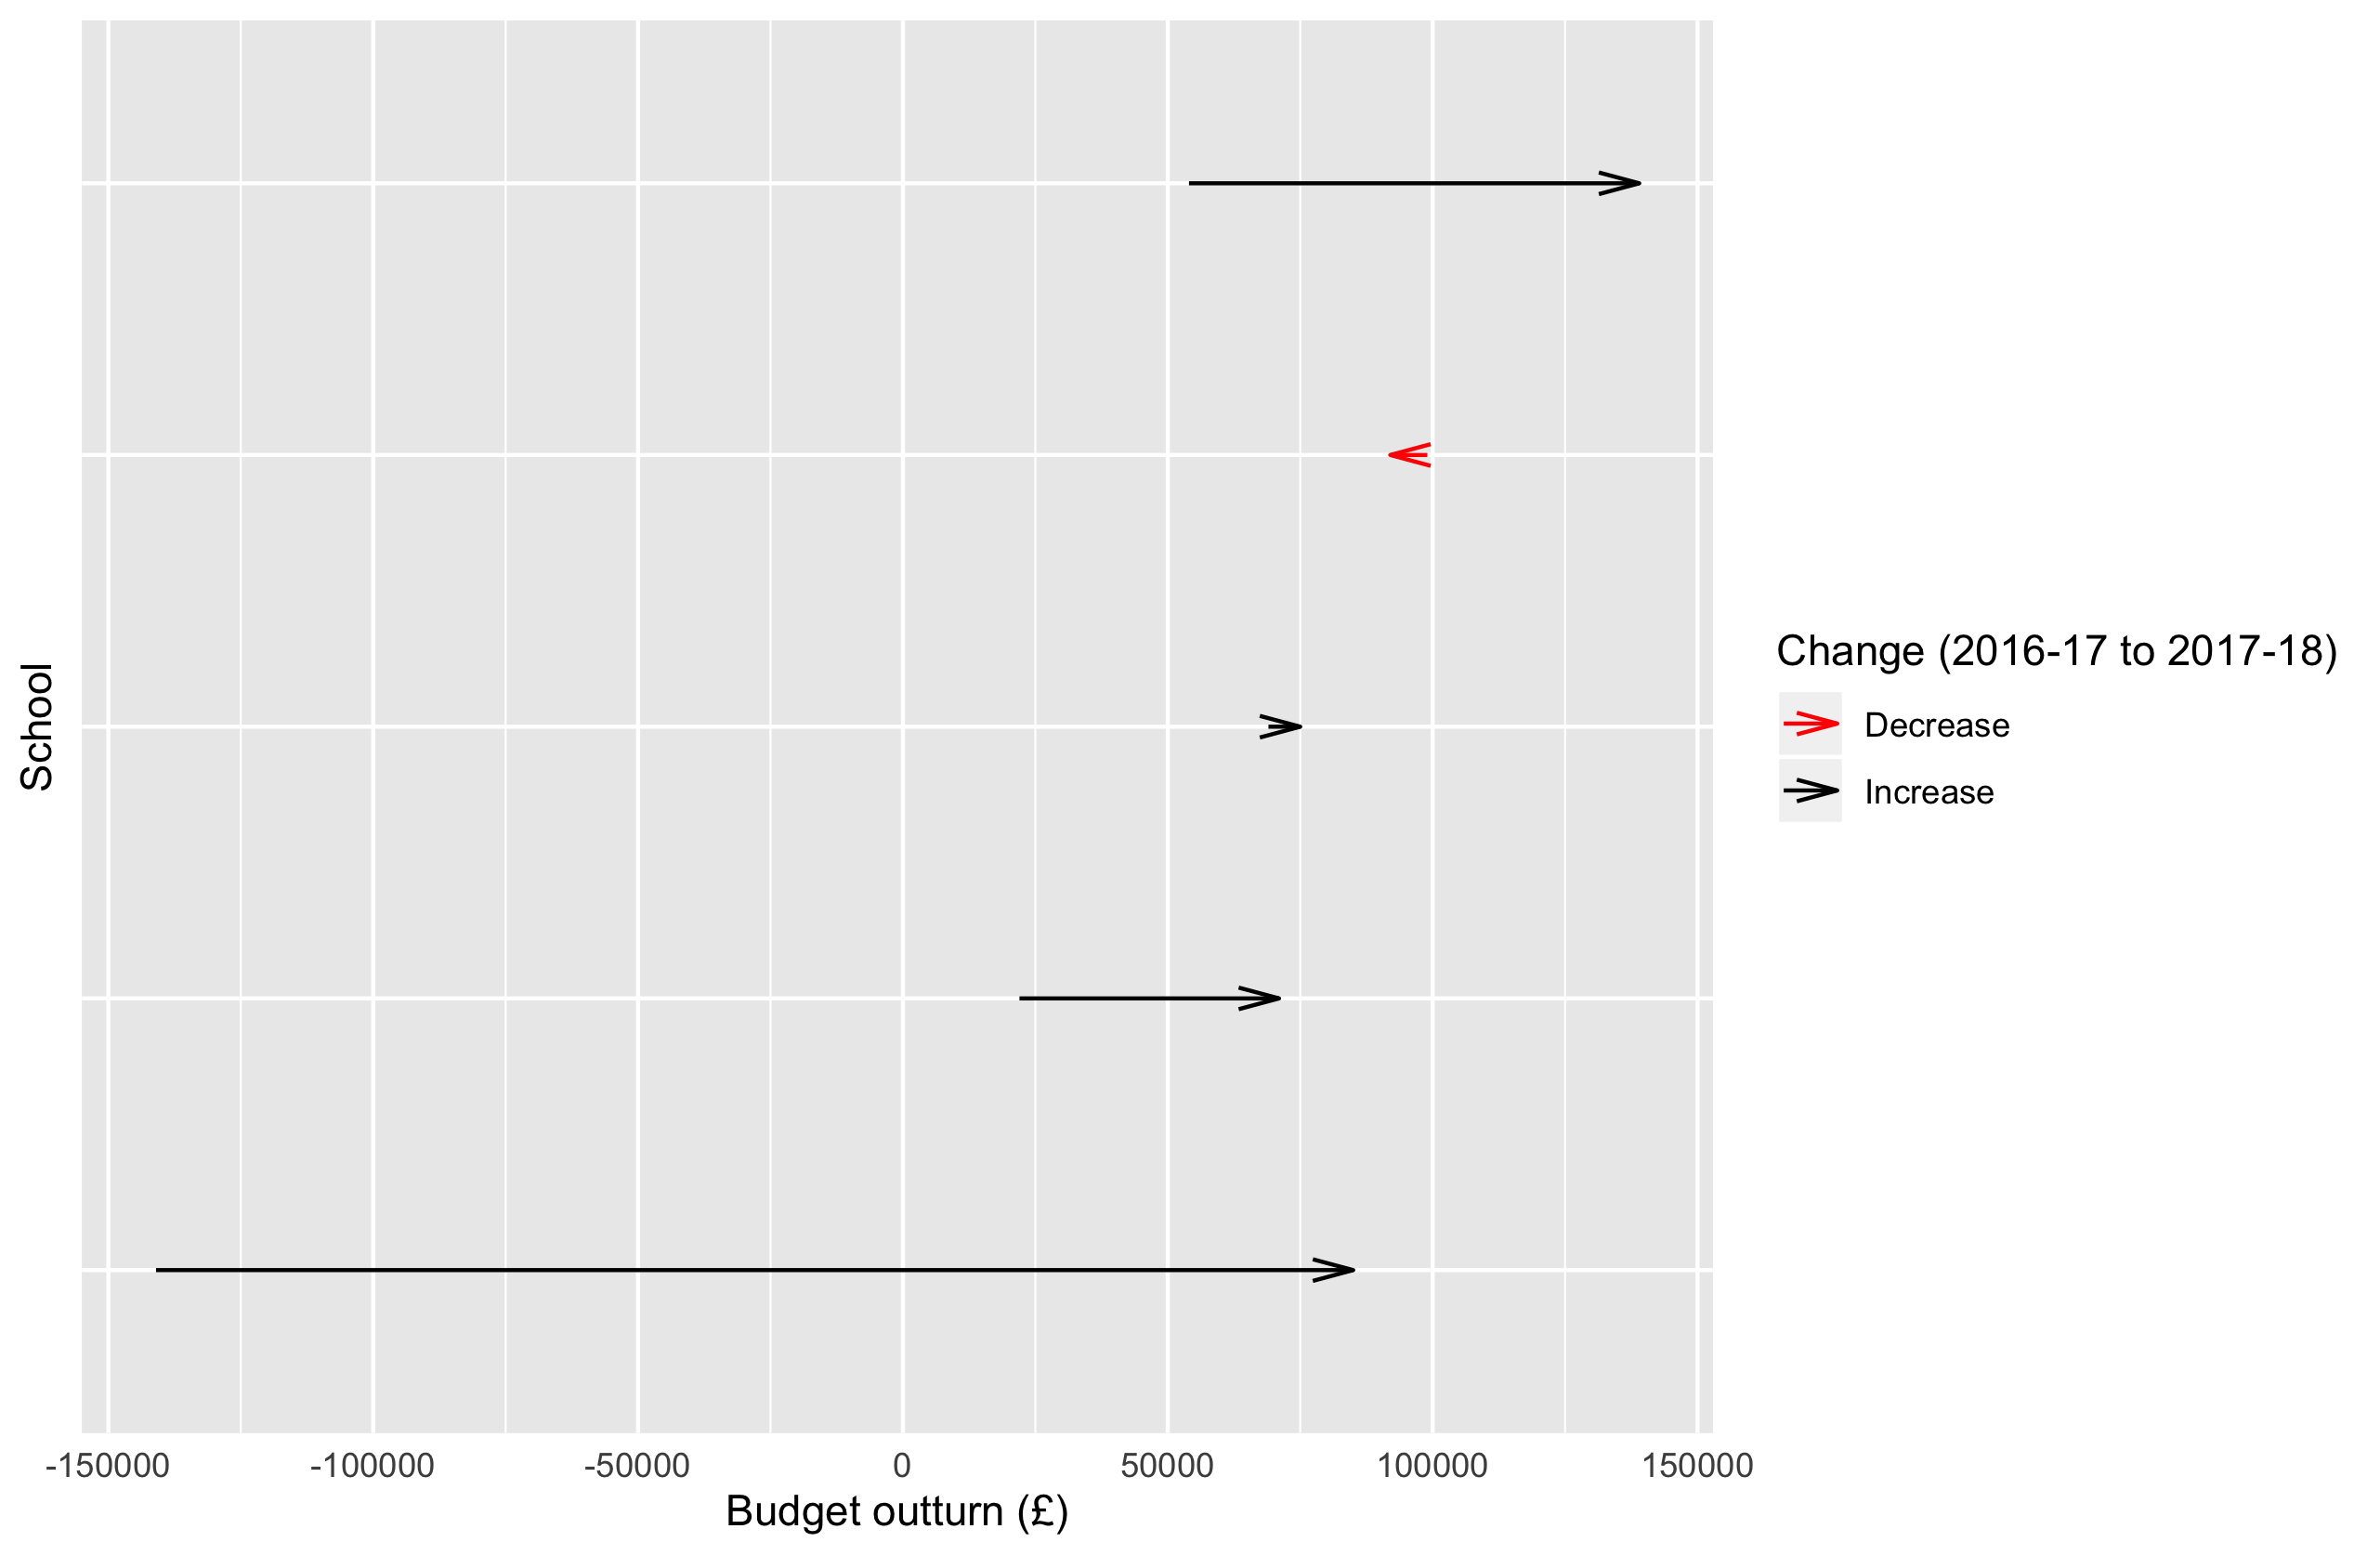 School
-150000 -100000 -50000 0 50000 100000 150000
Budget outturn (£)
Change (2016-17 to 2017-18)
Decrease
Increase